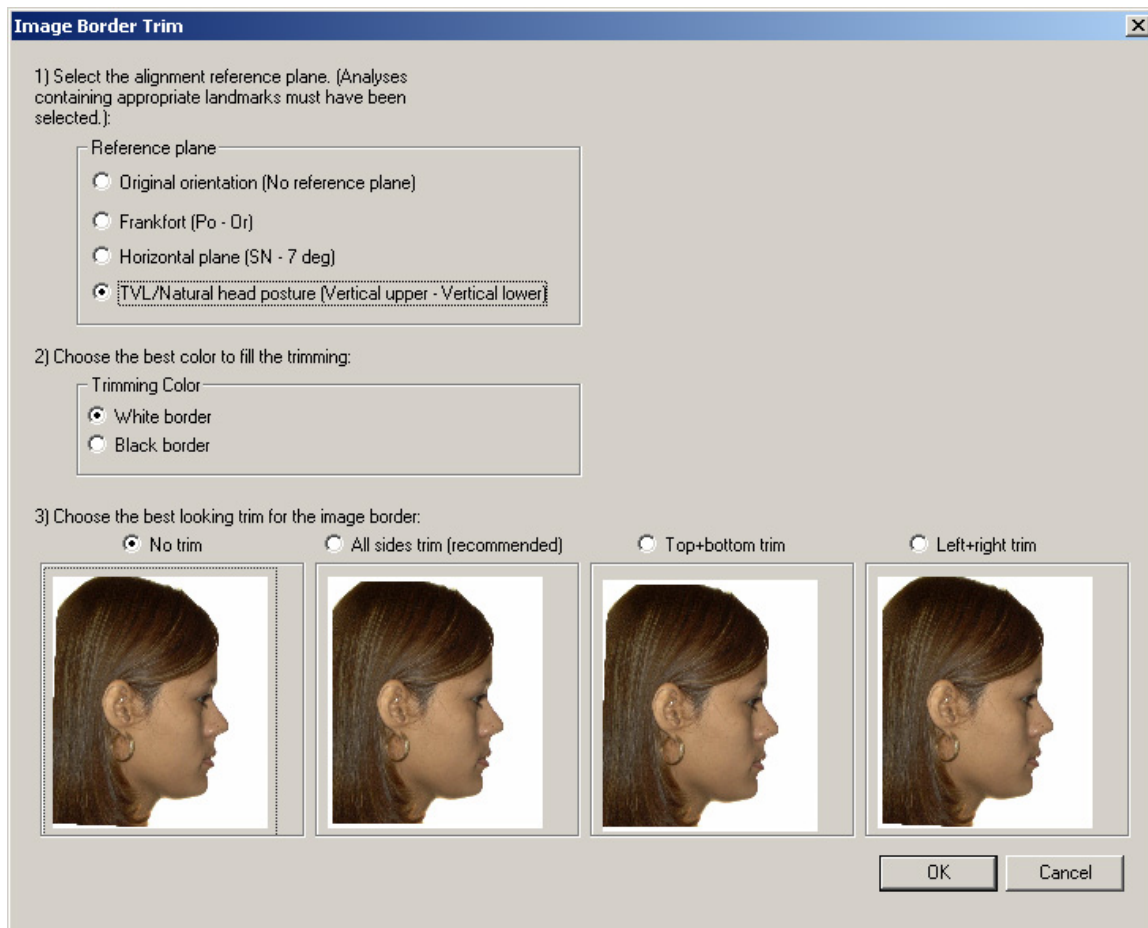 Image Border Trim
1) Select the alignment reference plane. (Analyses
containing appropriate landmarks must have been
selected.):
Reference plane
Original orientation (No reference plane)
Frankfort (Po - Or)
Horizontal plane (SN - 7 deg)
TVL/Natural head posture (Vertical upper - Vertical lower)
2) Choose the best color to fill the trimming:
Trimming Color
White border
Black border
3) Choose the best looking trim for the image border:
No trim
All sides trim (recommended)
Top+bottom trim
Left+right trim
OK
Cancel